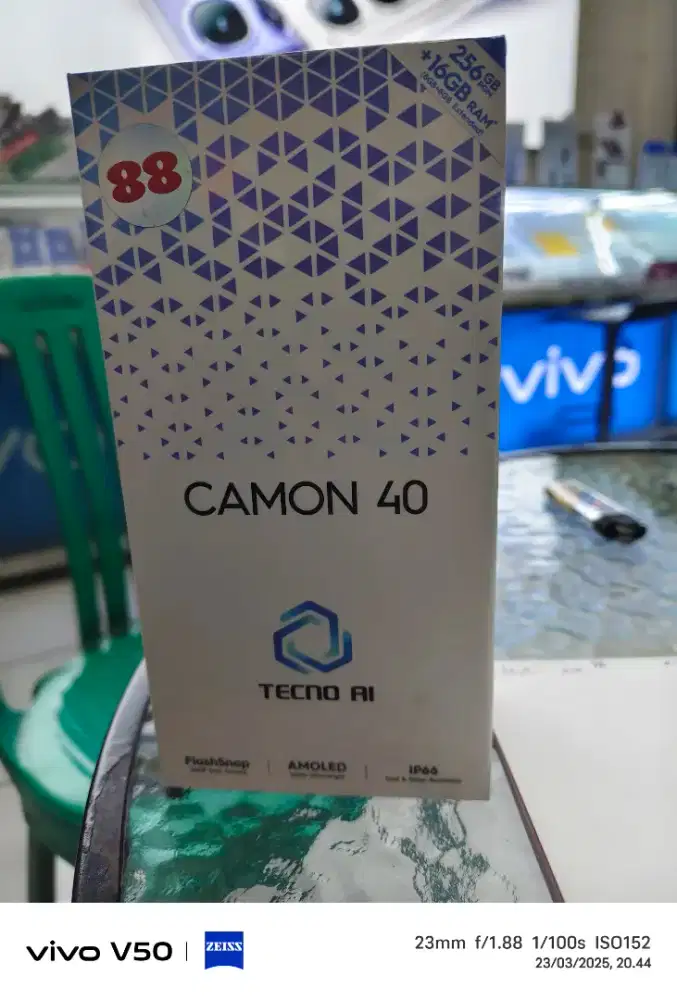 256GB
+16GB RAM
88
vivo
CAMON 40
TECNO AI
FlashSnap
AMOLED
IP66
vivo V50 | ZEISS
23mm f/1.88 1/100s ISO152
23/03/2025, 20.44